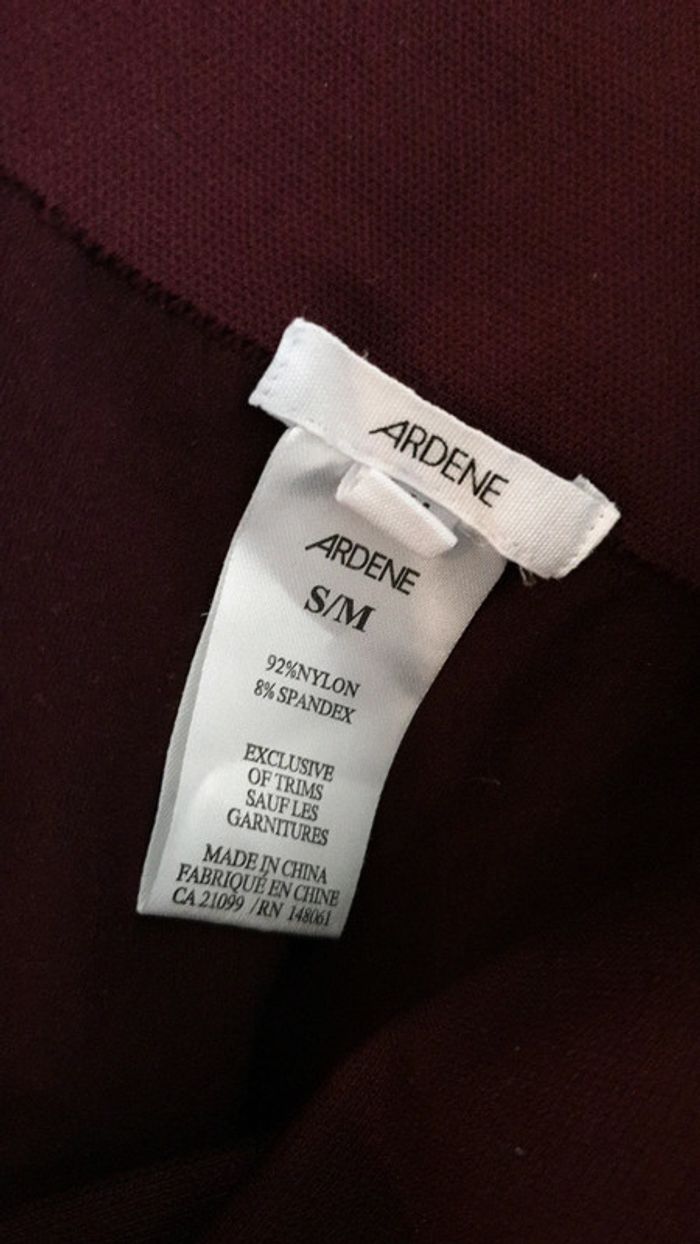 ARDENE
ARDENE
S/M
92%NYLON
8% SPANDEX
EXCLUSIVE
OF TRIMS
SAUF LES
GARNITURES
MADE IN CHINA
FABRIQUÉ EN CHINE
CA 21099 /RN 148061